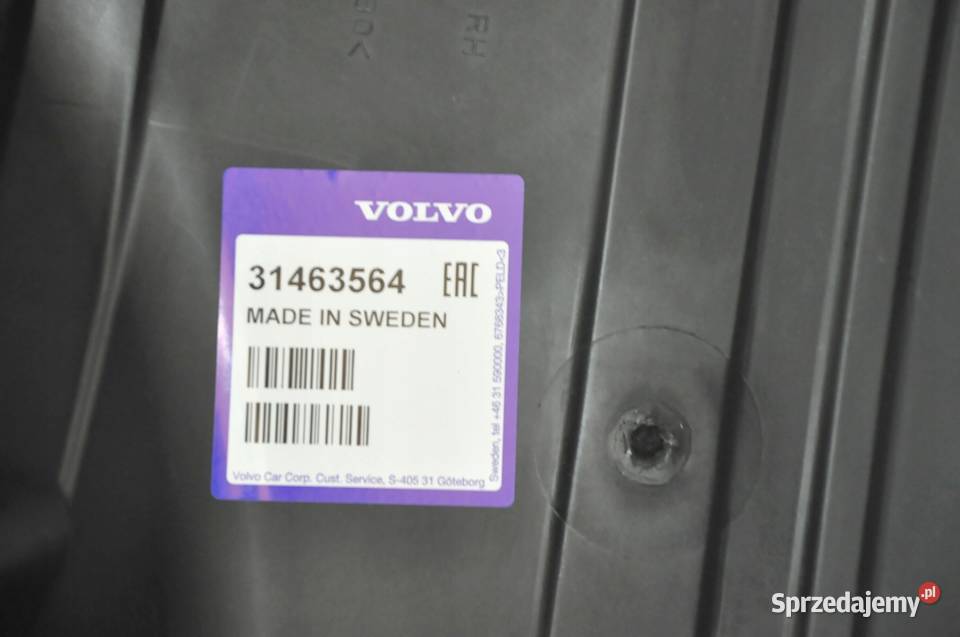 RH
VOLVO
31463564 EAC
MADE IN SWEDEN
Volvo Car Corp. Cust. Service, S-405 31 Göteborg
Sweden, tel +46 31 590000, 6768343>PELD<3
Sprzedajemy.pl